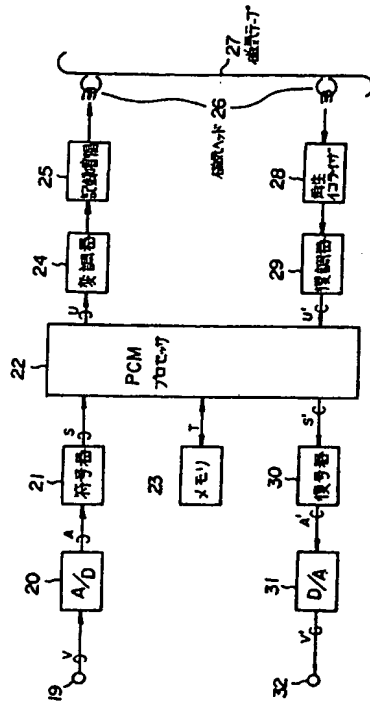 19
V
20
A/D
A
21
符号器
S
22
PCM
プロセッサ
U
24
変調器
25
記録増幅
26
磁気ヘッド
27
磁気テープ
23
メモリ
T
28
再生
イコライザ
29
復調器
U'
S'
30
復号器
A'
31
D/A
V'
32